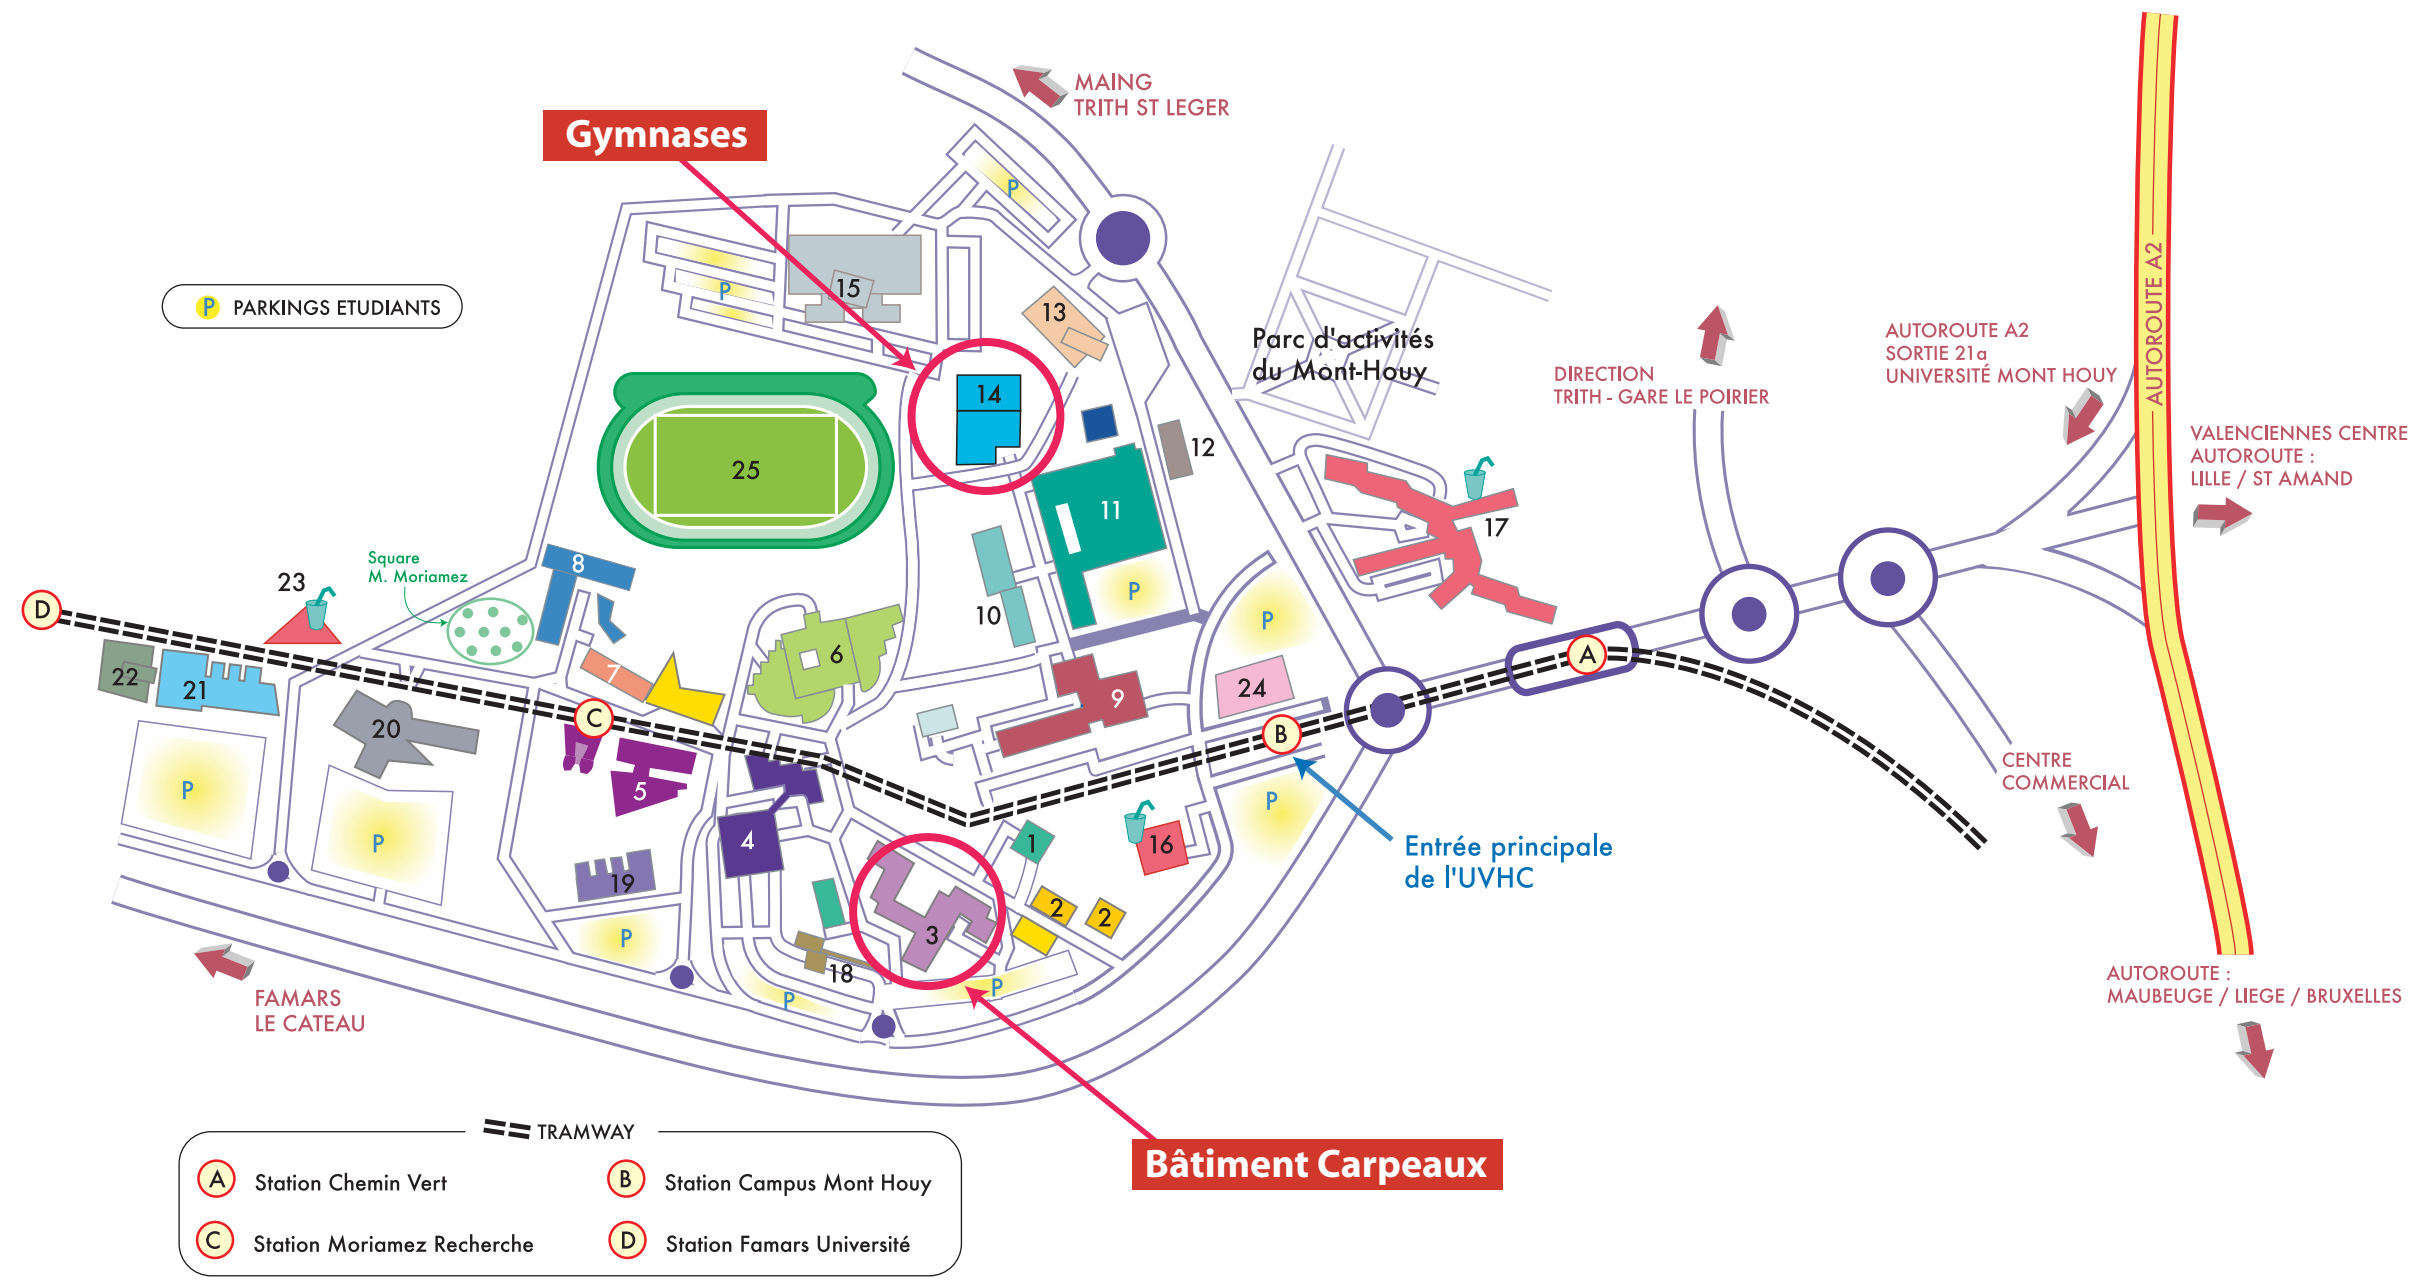 MAING
TRITH ST LEGER
Gymnases
P
15
P
P PARKINGS ETUDIANTS
13
Parc d'activités
du Mont-Houy
14
12
25
11
17
DIRECTION
TRITH - GARE LE POIRIER
AUTOROUTE A2
SORTIE 21a
UNIVERSITÉ MONT HOUY
AUTOROUTE A2
VALENCIENNES CENTRE
AUTOROUTE :
LILLE / ST AMAND
Square
M. Moriamez
8
23
D
10
P
P
22
21
7
6
9
24
A
C
B
20
P
5
P
4
1
16
P
Entrée principale
de l'UVHC
CENTRE
COMMERCIAL
19
2
2
P
3
18
P
P
FAMARS
LE CATEAU
AUTOROUTE :
MAUBEUGE / LIEGE / BRUXELLES
Bâtiment Carpeaux
TRAMWAY
A Station Chemin Vert
B Station Campus Mont Houy
C Station Moriamez Recherche
D Station Famars Université